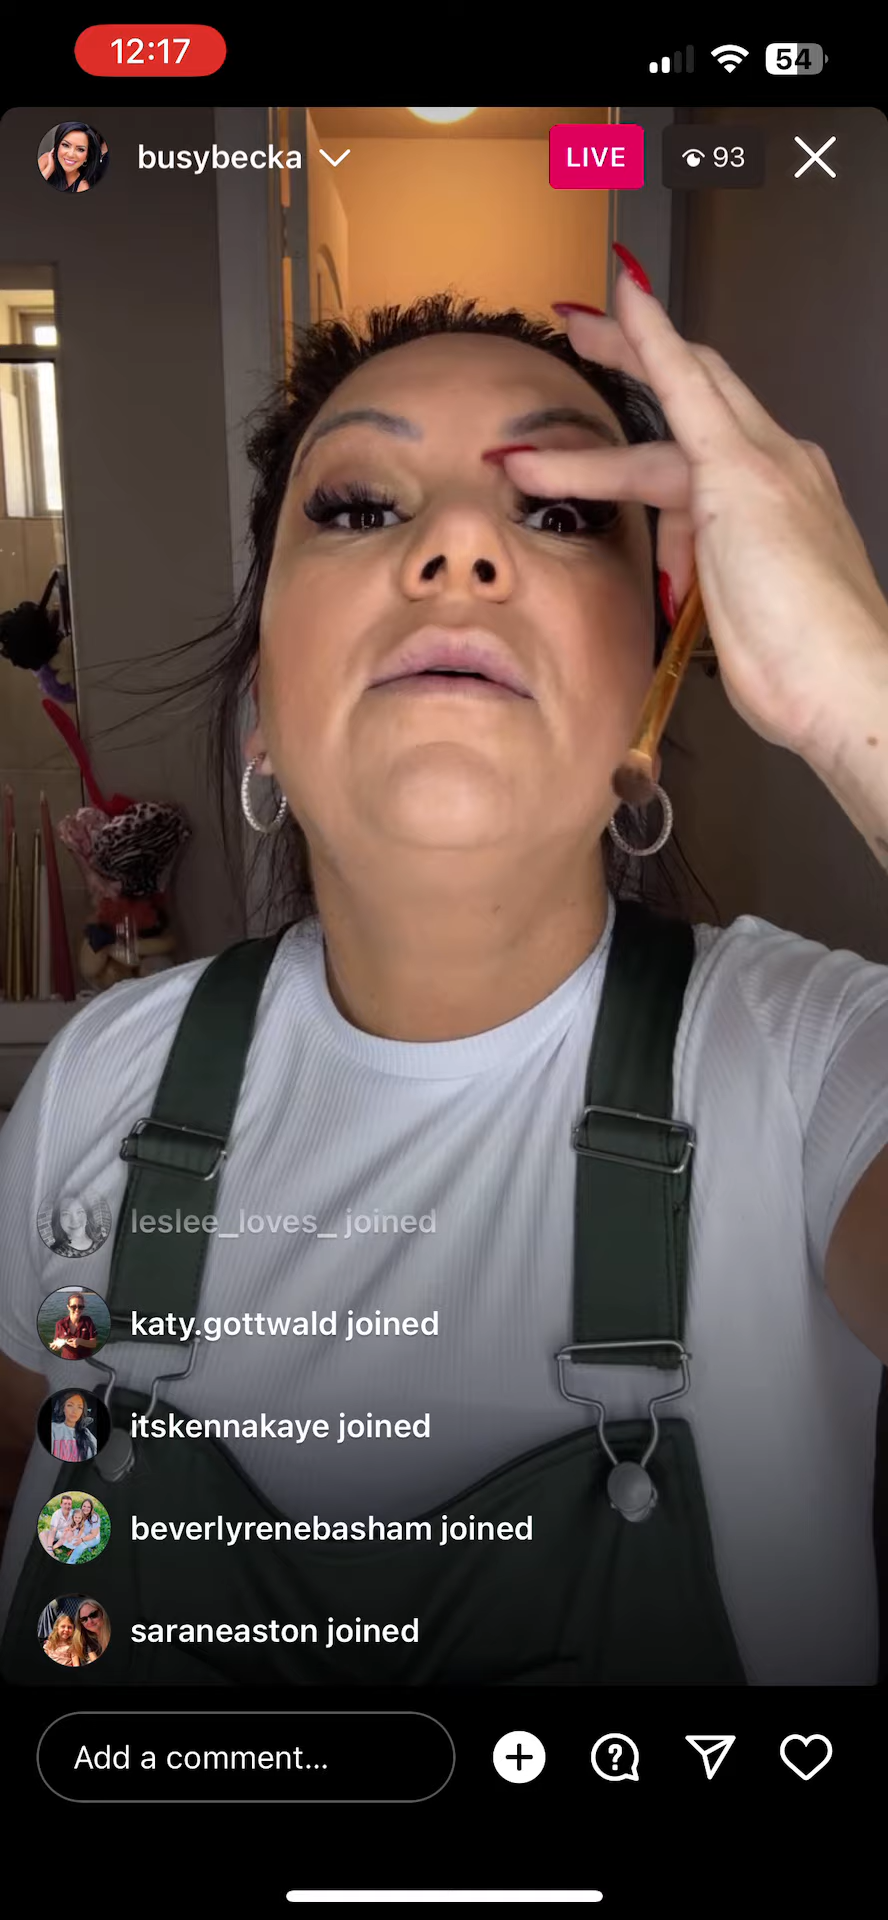 12:17
54
busybecka
LIVE
93
leslee_loves_ joined
katy.gottwald joined
itskennakaye joined
beverlyrenebasham joined
saraneaston joined
Add a comment...